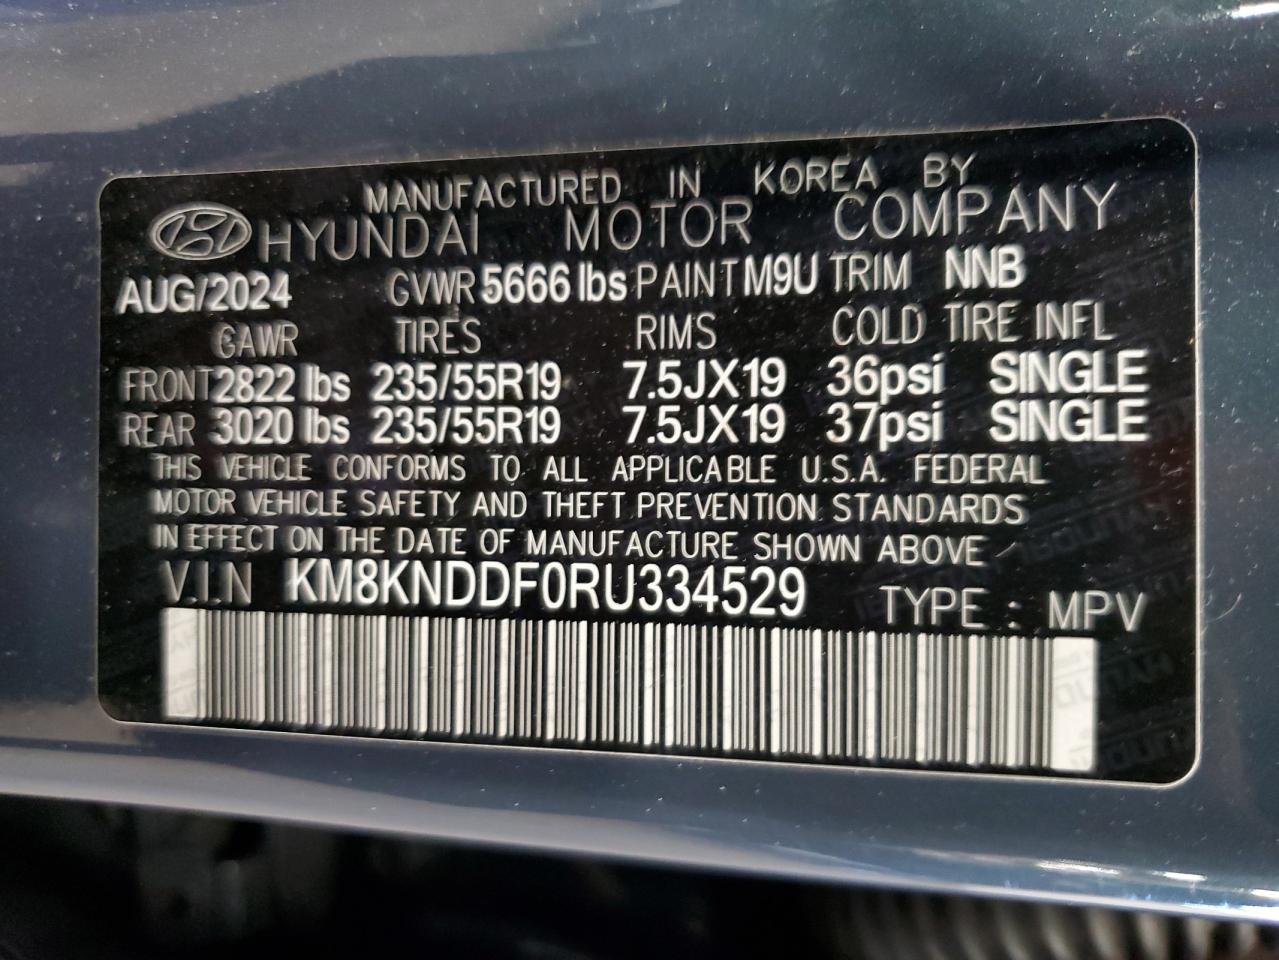 MANUFACTURED IN KOREA BY
HYUNDAI MOTOR COMPANY
AUG/2024 GVWR 5666 lbs PAINT M9U TRIM NNB
GAWR TIRES RIMS COLD TIRE INFL
FRONT 2822 lbs 235/55R19 7.5JX19 36psi SINGLE
REAR 3020 lbs 235/55R19 7.5JX19 37psi SINGLE
THIS VEHICLE CONFORMS TO ALL APPLICABLE U.S.A. FEDERAL
MOTOR VEHICLE SAFETY AND THEFT PREVENTION STANDARDS
IN EFFECT ON THE DATE OF MANUFACTURE SHOWN ABOVE
V.I.N KM8KNDDF0RU334529 TYPE : MPV